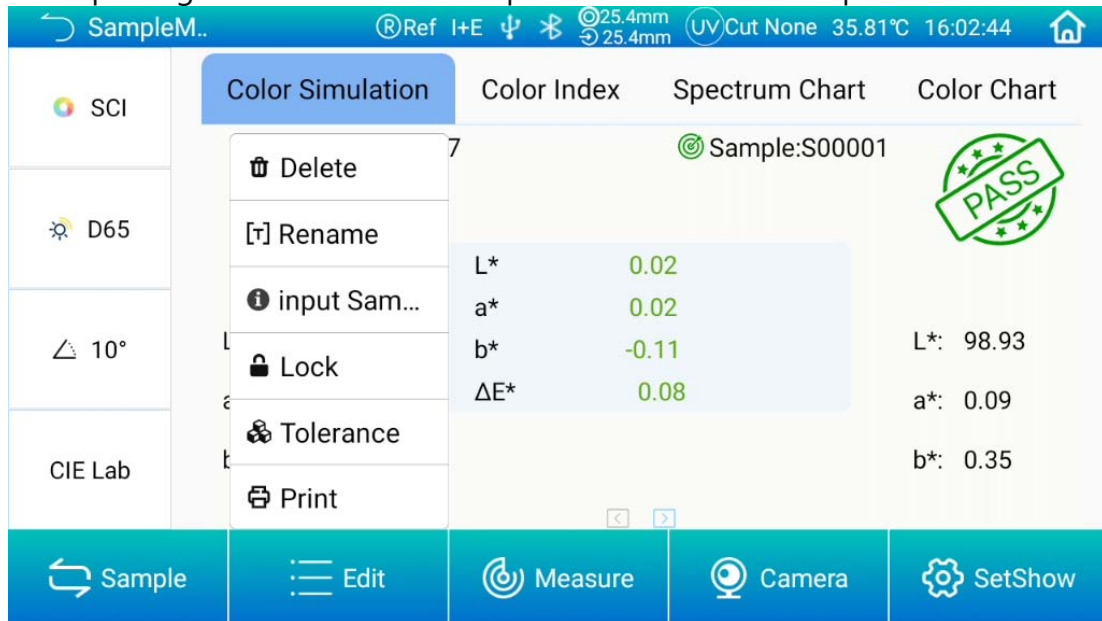 SampleM.. ®Ref I+E 25.4mm 25.4mm UV Cut None 35.81℃ 16:02:44
SCI
D65
10°
CIE Lab
Color Simulation Color Index Spectrum Chart Color Chart
7 Sample:S00001
PASS
Delete
[T] Rename
input Sam...
Lock
Tolerance
Print
L* 0.02
a* 0.02
b* -0.11
ΔE* 0.08
L*: 98.93
a*: 0.09
b*: 0.35
< >
Sample Edit Measure Camera SetShow